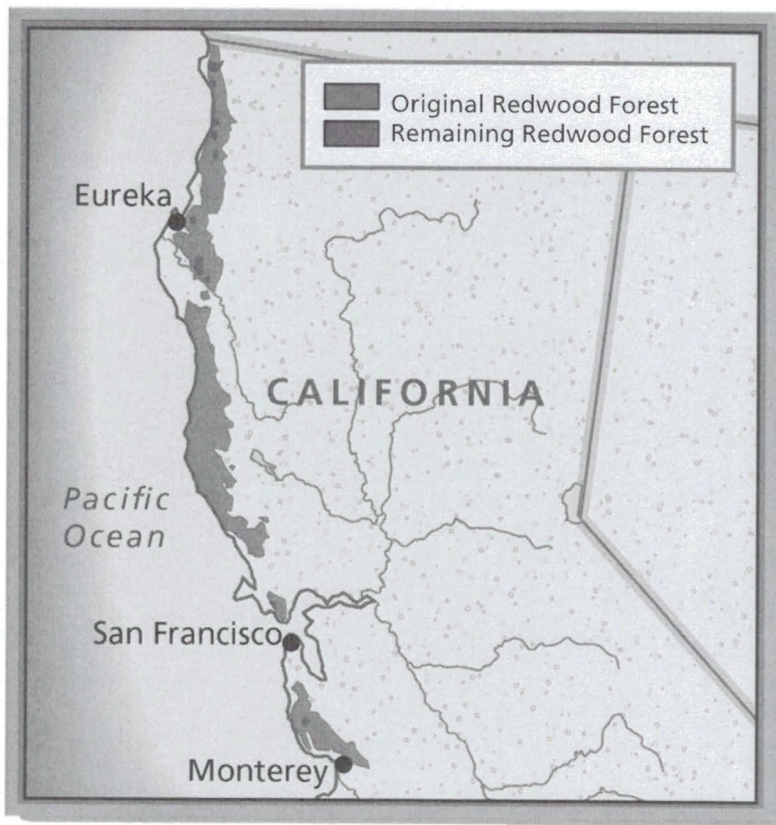 Original Redwood Forest
Remaining Redwood Forest
Eureka
CALIFORNIA
Pacific
Ocean
San Francisco
Monterey